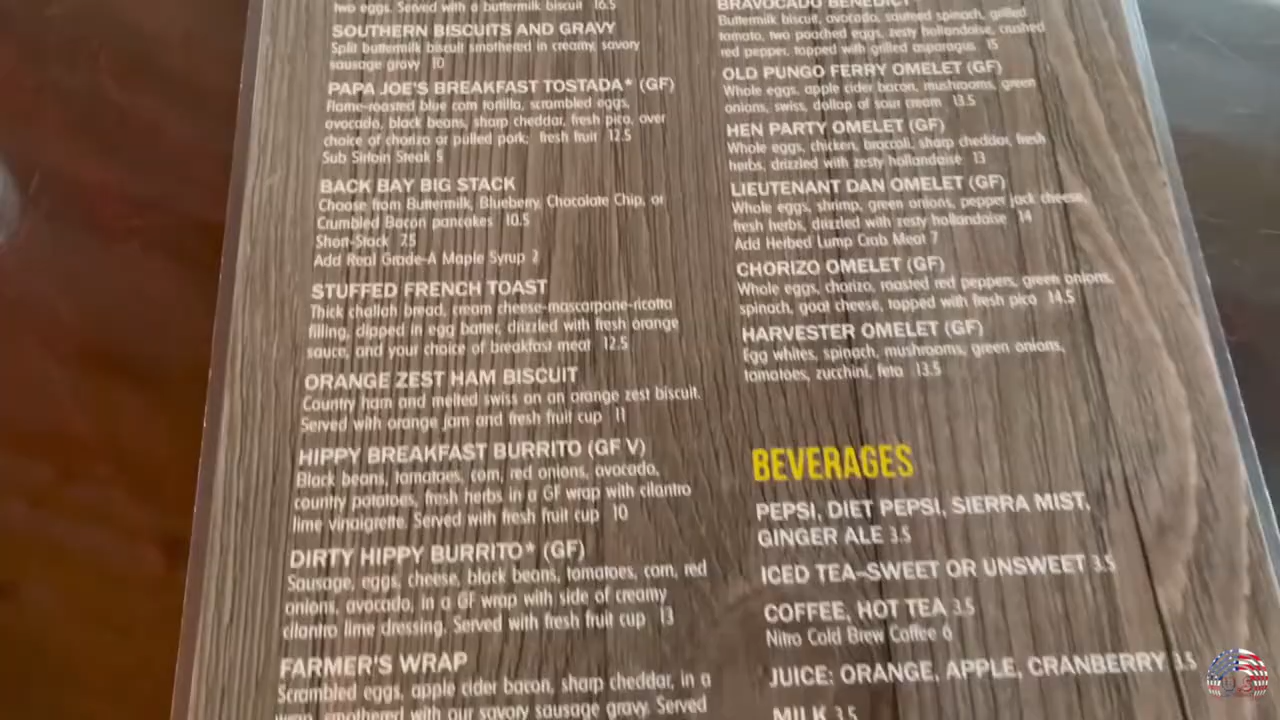 two eggs. Served with a buttermilk biscuit 16.5
SOUTHERN BISCUITS AND GRAVY
Split buttermilk biscuit smothered in creamy, savory
sausage gravy 10
PAPA JOE'S BREAKFAST TOSTADA* (GF)
Flame-roasted blue corn tortilla, scrambled eggs,
avocado, black beans, sharp cheddar, fresh pico, over
choice of chorizo or pulled pork; fresh fruit 12.5
Sub Sirloin Steak 5
BACK BAY BIG STACK
Choose from Buttermilk, Blueberry, Chocolate Chip, or
Crumbled Bacon pancakes 10.5
Short-Stack 7.5
Add Real Grade-A Maple Syrup 2
STUFFED FRENCH TOAST
Thick challah bread, cream cheese-mascarpone-ricotta
filling, dipped in egg batter, drizzled with fresh orange
sauce, and your choice of breakfast meat 12.5
ORANGE ZEST HAM BISCUIT
Country ham and melted swiss on an orange zest biscuit.
Served with orange jam and fresh fruit cup 11
HIPPY BREAKFAST BURRITO (GF V)
Black beans, tomatoes, corn, red onions, avocado,
country potatoes, fresh herbs in a GF wrap with cilantro
lime vinaigrette. Served with fresh fruit cup 10
DIRTY HIPPY BURRITO* (GF)
Sausage, eggs, cheese, black beans, tomatoes, corn, red
onions, avocado, in a GF wrap with side of creamy
cilantro lime dressing. Served with fresh fruit cup 13
FARMER'S WRAP
Scrambled eggs, apple cider bacon, sharp cheddar, in a
wrap, smothered with our savory sausage gravy. Served
BRAVOCADO BENEDICT*
Buttermilk biscuit, avocado, sauteed spinach, grilled
tomato, two poached eggs, zesty hollandaise, crushed
red pepper, topped with grilled asparagus 15
OLD PUNGO FERRY OMELET (GF)
Whole eggs, apple cider bacon, mushrooms, green
onions, swiss, dollop of sour cream 13.5
HEN PARTY OMELET (GF)
Whole eggs, chicken, broccoli, sharp cheddar, fresh
herbs, drizzled with zesty hollandaise 13
LIEUTENANT DAN OMELET (GF)
Whole eggs, shrimp, green onions, pepper jack cheese,
fresh herbs, drizzled with zesty hollandaise 14
Add Herbed Lump Crab Meat 7
CHORIZO OMELET (GF)
Whole eggs, chorizo, roasted red peppers, green onions,
spinach, goat cheese, topped with fresh pico 14.5
HARVESTER OMELET (GF)
Egg whites, spinach, mushrooms, green onions,
tomatoes, zucchini, feta 13.5
BEVERAGES
PEPSI, DIET PEPSI, SIERRA MIST,
GINGER ALE 3.5
ICED TEA–SWEET OR UNSWEET 3.5
COFFEE, HOT TEA 3.5
Nitro Cold Brew Coffee 6
JUICE: ORANGE, APPLE, CRANBERRY 3.5
MILK 3.5
US